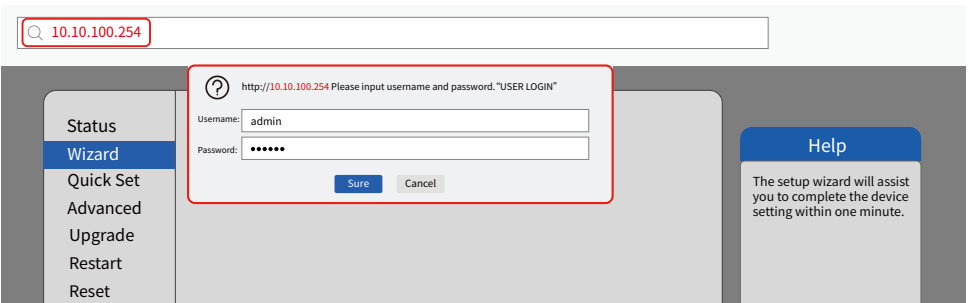 10.10.100.254
http://10.10.100.254 Please input username and password. “USER LOGIN”
Username: admin
Password: ••••••
Sure Cancel
Status
Wizard
Quick Set
Advanced
Upgrade
Restart
Reset
Help
The setup wizard will assist
you to complete the device
setting within one minute.